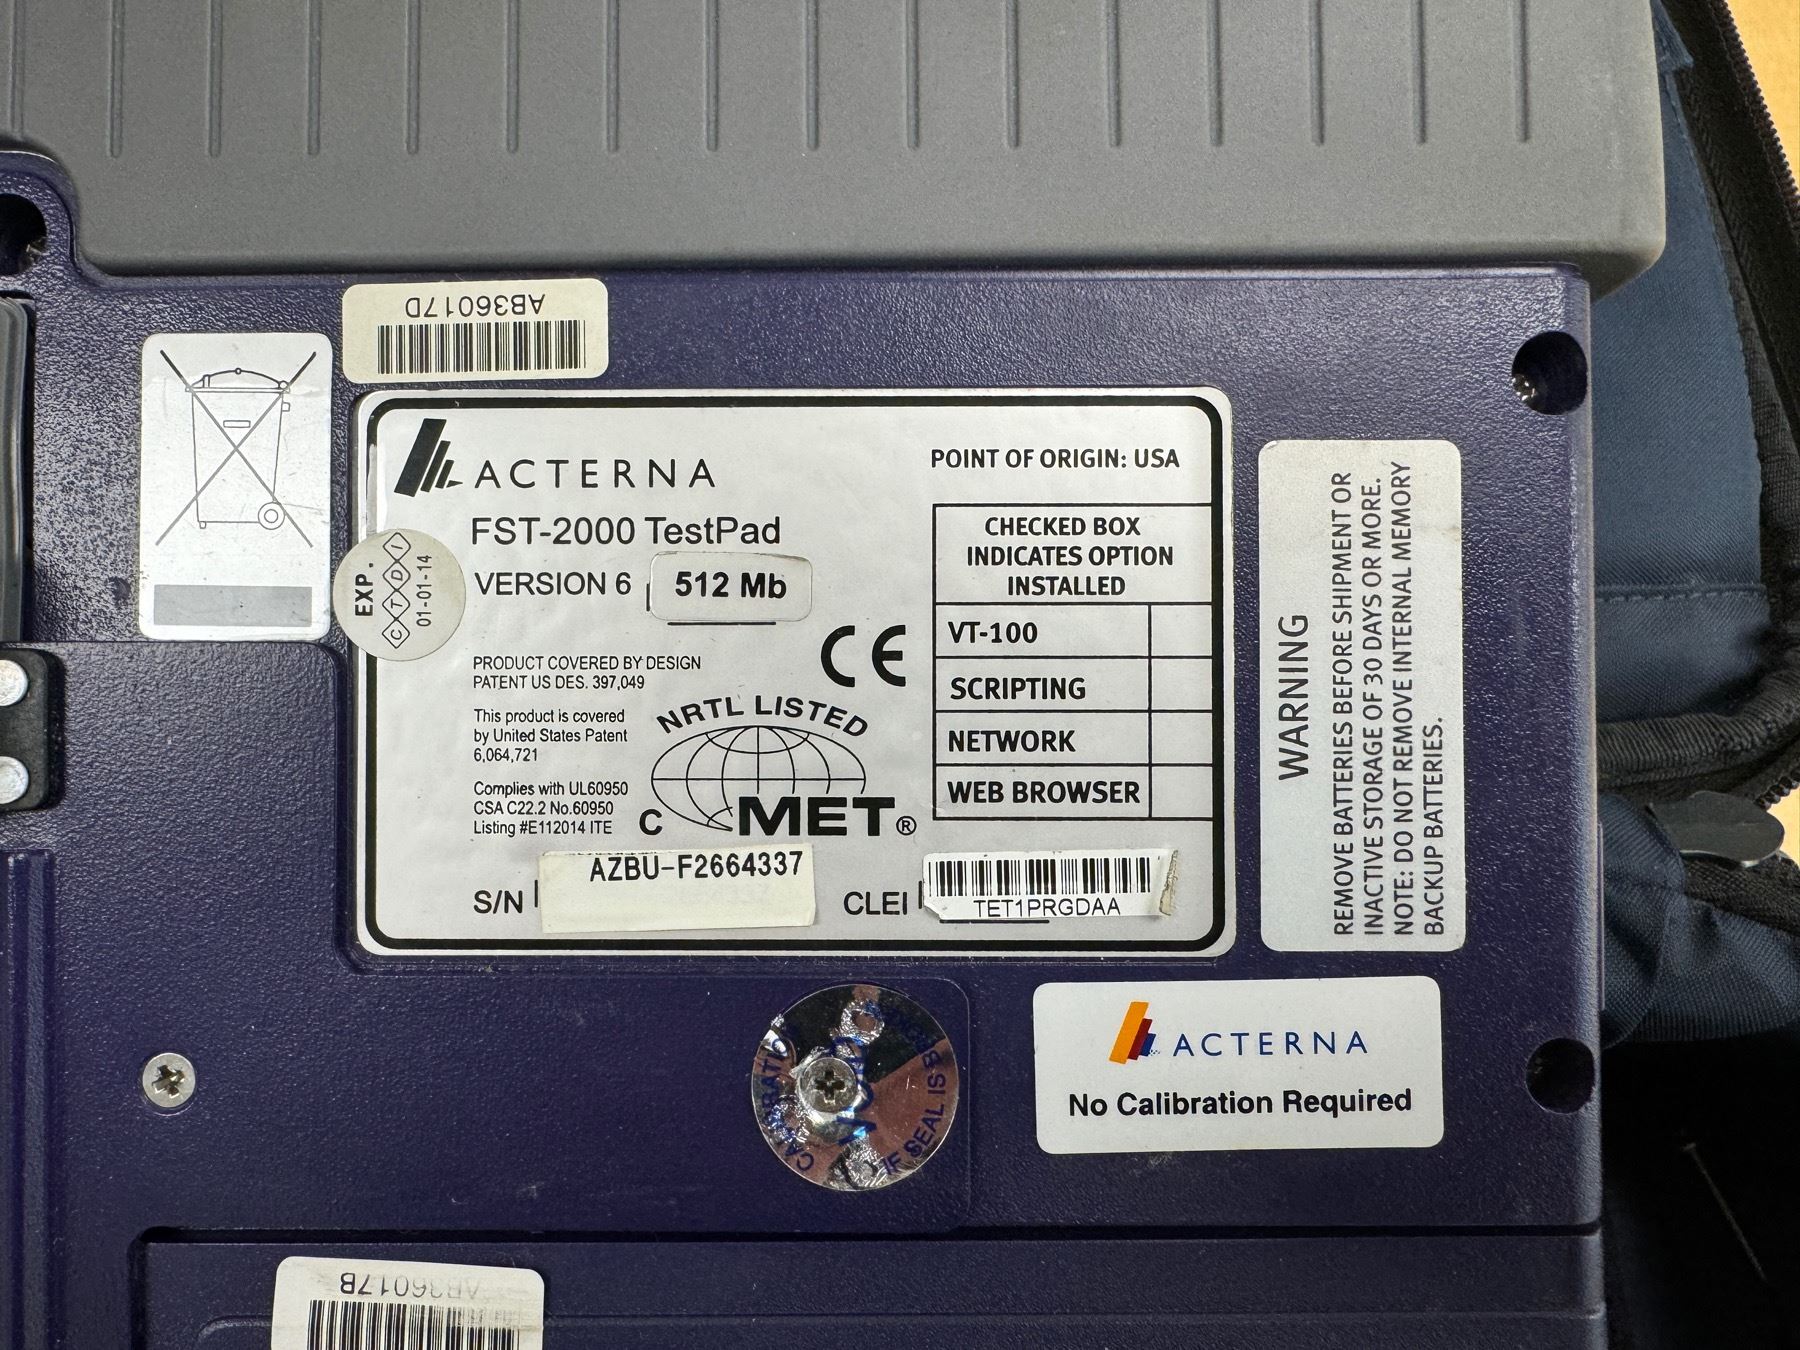 AB36017D
ACTERNA
FST-2000 TestPad
VERSION 6
512 Mb
EXP.
CTDI
01-01-14
PRODUCT COVERED BY DESIGN
PATENT US DES. 397,049
This product is covered
by United States Patent
6,064,721
Complies with UL60950
CSA C22.2 No.60950
Listing #E112014 ITE
CE
NRTL LISTED
C MET®
S/N
AZBU-F2664337
CLEI
TET1PRGDAA
POINT OF ORIGIN: USA
CHECKED BOX
INDICATES OPTION
INSTALLED
VT-100
SCRIPTING
NETWORK
WEB BROWSER
WARNING
REMOVE BATTERIES BEFORE SHIPMENT OR
INACTIVE STORAGE OF 30 DAYS OR MORE.
NOTE: DO NOT REMOVE INTERNAL MEMORY
BACKUP BATTERIES.
IF SEAL IS
ACTERNA
No Calibration Required
AB36017B